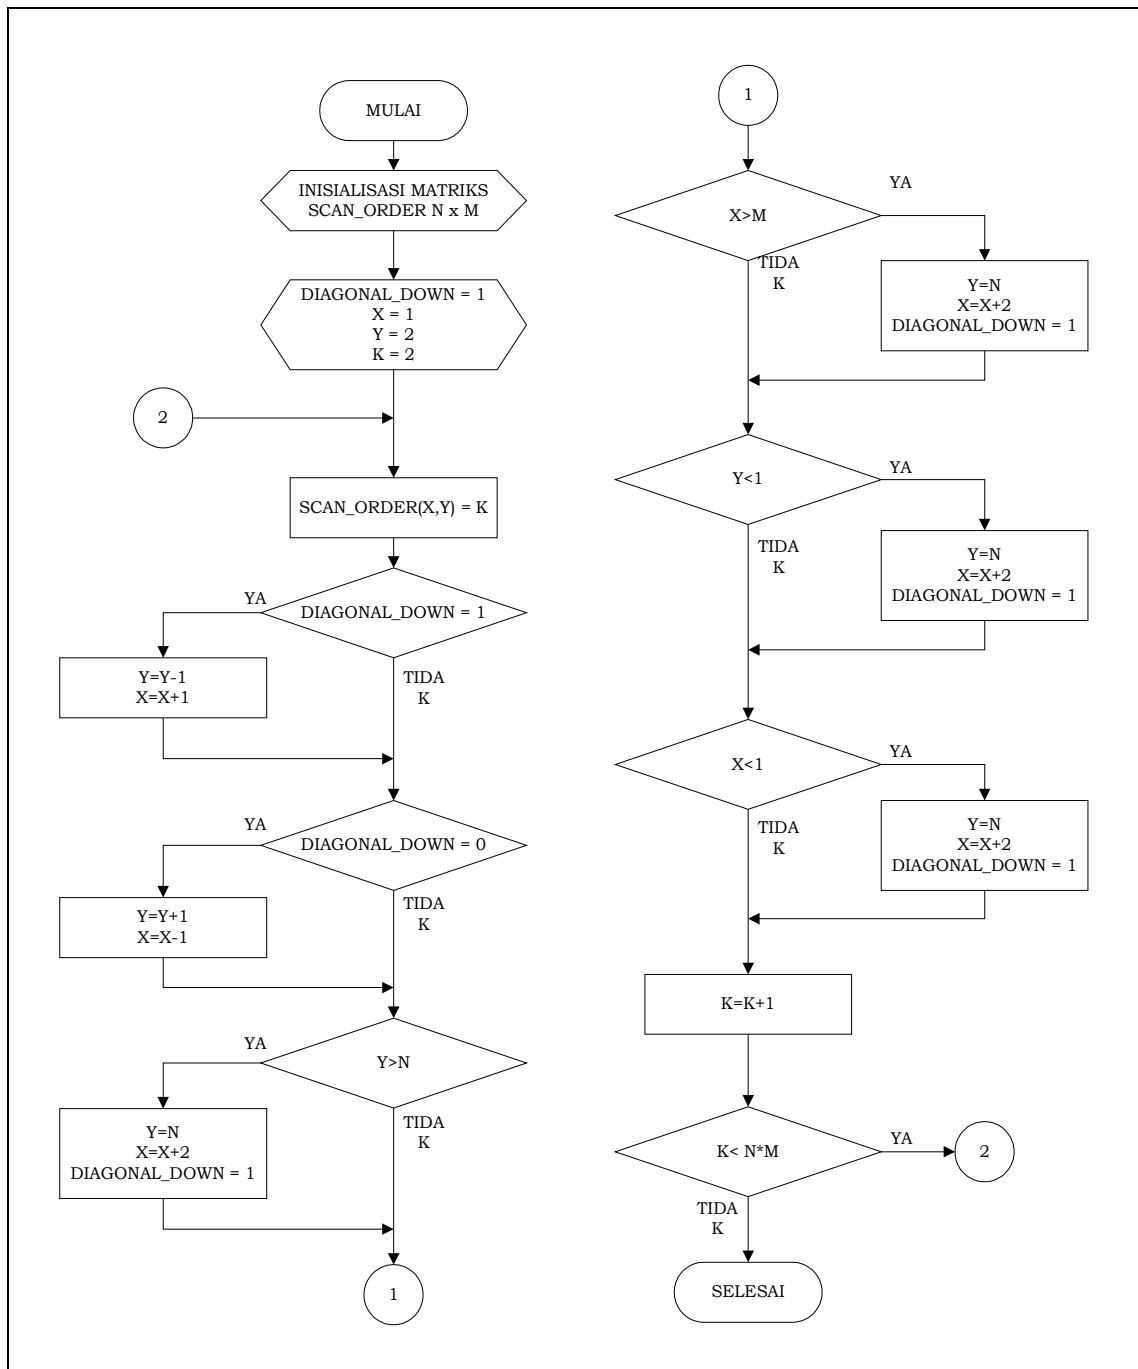 MULAI
INISIALISASI MATRIKS
SCAN_ORDER N x M
DIAGONAL_DOWN = 1
X = 1
Y = 2
K = 2
2
SCAN_ORDER(X,Y) = K
YA
DIAGONAL_DOWN = 1
Y=Y-1
X=X+1
TIDA
K
YA
DIAGONAL_DOWN = 0
Y=Y+1
X=X-1
TIDA
K
YA
Y>N
Y=N
X=X+2
DIAGONAL_DOWN = 1
TIDA
K
1
1
YA
X>M
TIDA
K
Y=N
X=X+2
DIAGONAL_DOWN = 1
YA
Y<1
TIDA
K
Y=N
X=X+2
DIAGONAL_DOWN = 1
YA
X<1
TIDA
K
Y=N
X=X+2
DIAGONAL_DOWN = 1
K=K+1
K< N*M
YA
2
TIDA
K
SELESAI